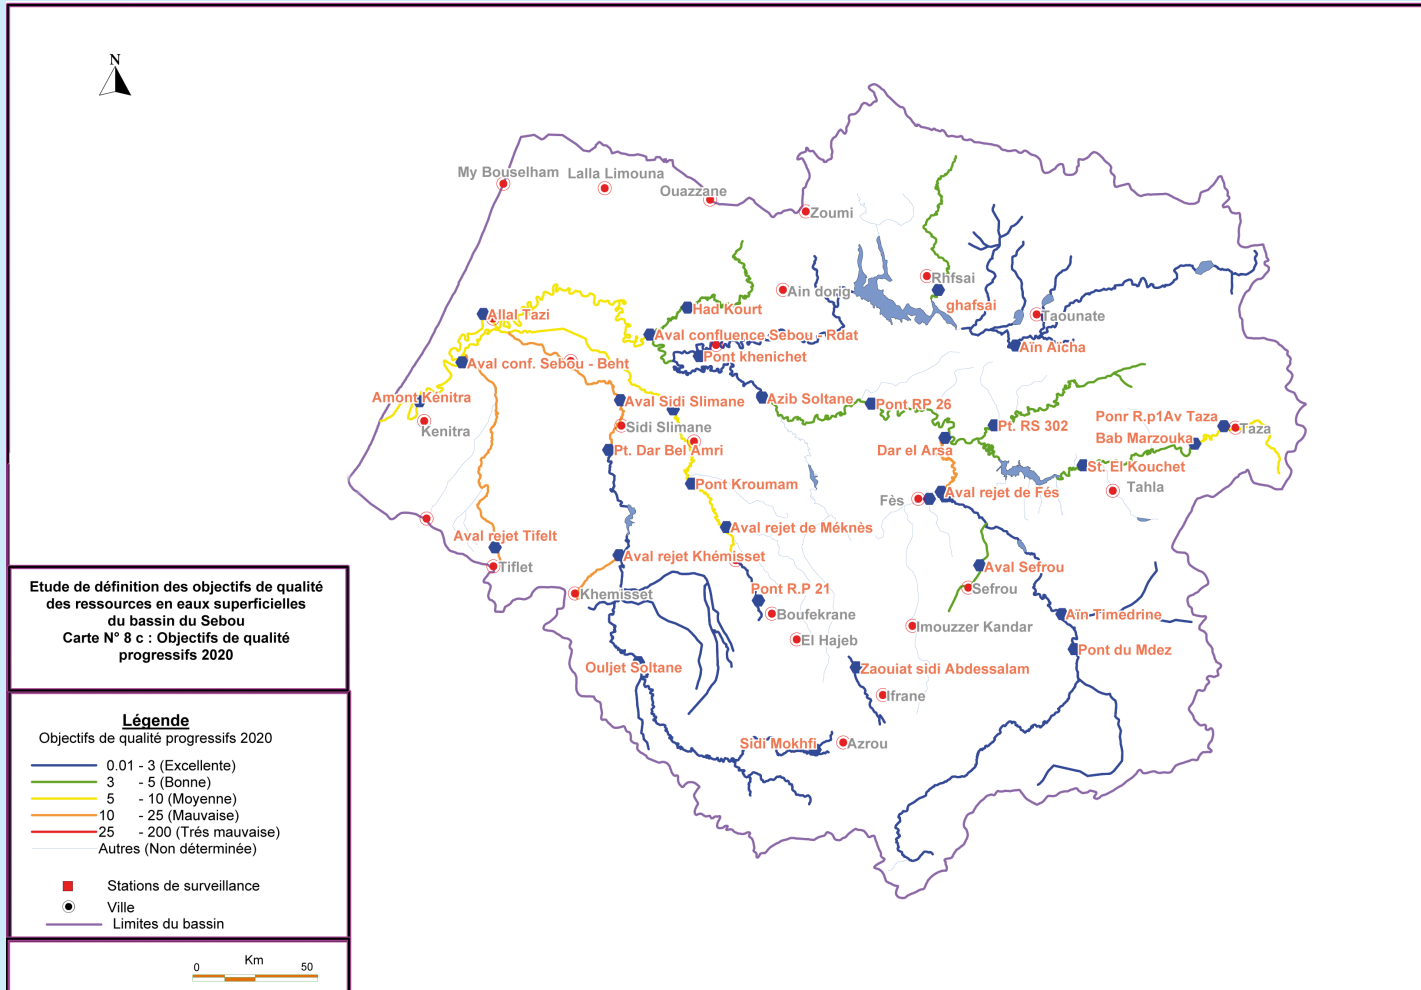 N
My Bouselham
Lalla Limouna
Ouazzane
Zoumi
Ain dorig
Rhfsai
ghafsai
Taounate
Had Kourt
Allal Tazi
Aval confluence Sebou - Rdat
Pont khenichet
Aïn Aïcha
Aval conf. Sebou - Beht
Amont Kénitra
Kenitra
Aval Sidi Slimane
Azib Soltane
Pont RP 26
Sidi Slimane
Pt. RS 302
Ponr R.p1Av Taza
Taza
Bab Marzouka
Pt. Dar Bel Amri
Dar el Arsa
St. El Kouchet
Tahla
Pont Kroumam
Fès
Aval rejet de Fés
Aval rejet de Méknès
Aval rejet Tifelt
Tiflet
Aval rejet Khémisset
Aval Sefrou
Sefrou
Khemisset
Pont R.P 21
Boufekrane
Aïn Timedrine
Imouzzer Kandar
El Hajeb
Pont du Mdez
Ouljet Soltane
Zaouiat sidi Abdessalam
Ifrane
Sidi Mokhfi
Azrou
Etude de définition des objectifs de qualité
des ressources en eaux superficielles
du bassin du Sebou
Carte N° 8 c : Objectifs de qualité
progressifs 2020
Légende
Objectifs de qualité progressifs 2020
0.01 - 3 (Excellente)
3 - 5 (Bonne)
5 - 10 (Moyenne)
10 - 25 (Mauvaise)
25 - 200 (Trés mauvaise)
Autres (Non déterminée)
Stations de surveillance
Ville
Limites du bassin
Km
0 50